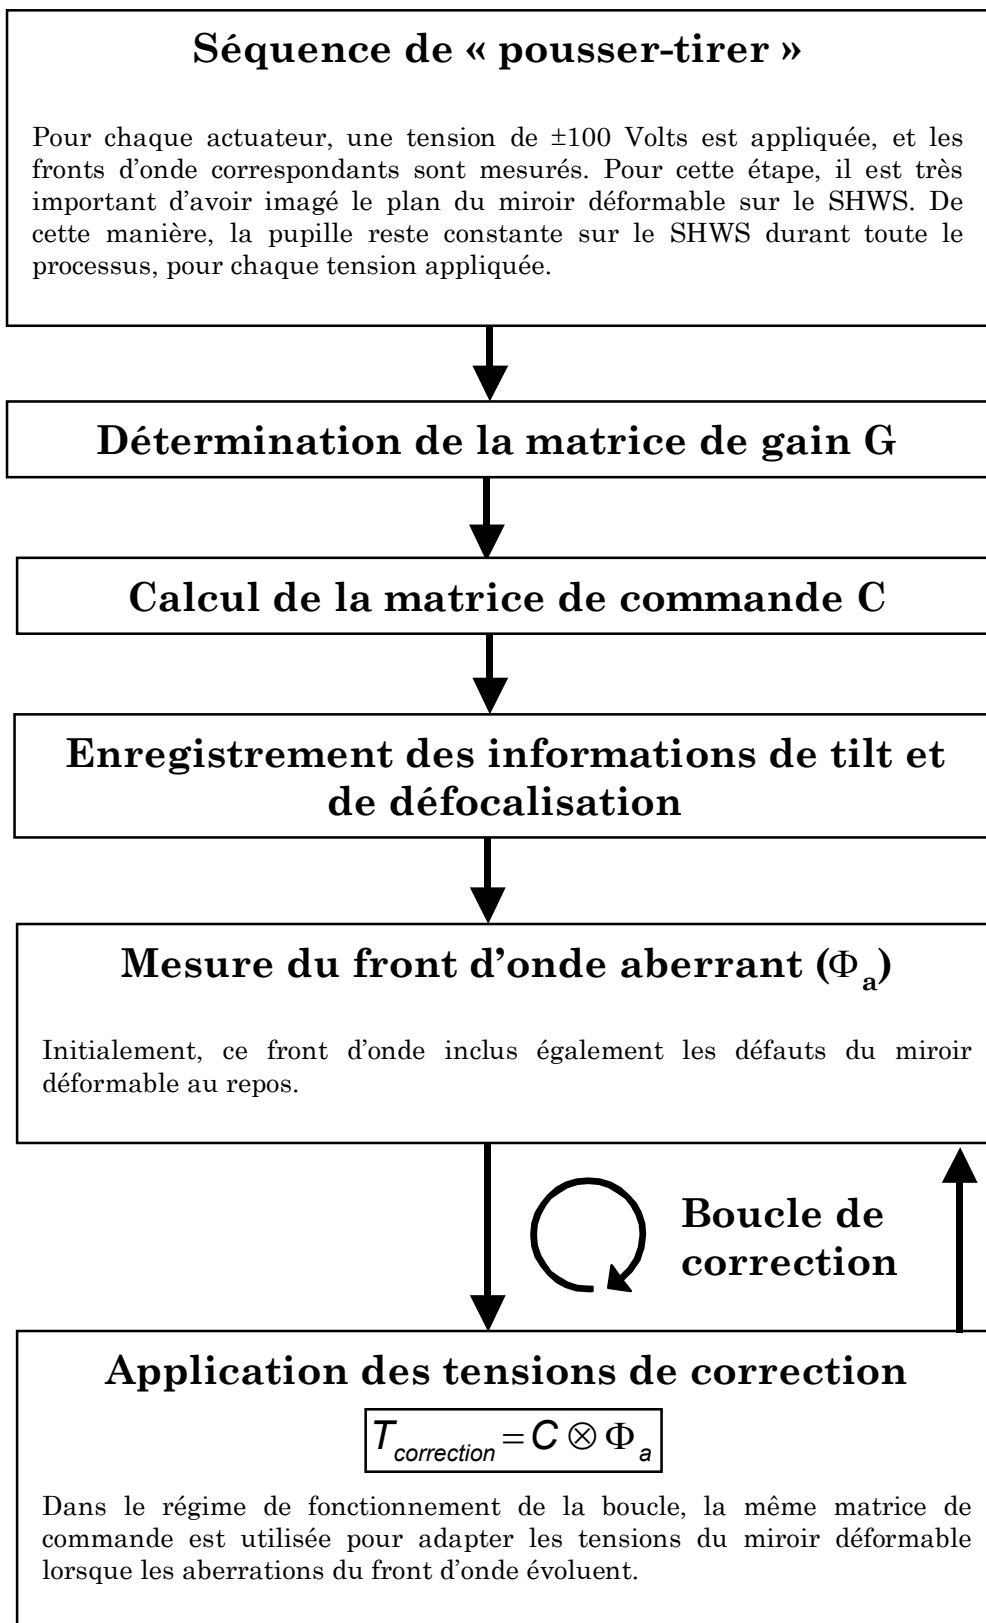 Séquence de « pousser-tirer »
Pour chaque actuateur, une tension de ±100 Volts est appliquée, et les
fronts d'onde correspondants sont mesurés. Pour cette étape, il est très
important d'avoir imagé le plan du miroir déformable sur le SHWS. De
cette manière, la pupille reste constante sur le SHWS durant toute le
processus, pour chaque tension appliquée.
Détermination de la matrice de gain G
Calcul de la matrice de commande C
Enregistrement des informations de tilt et
de défocalisation
Mesure du front d'onde aberrant (Φa)
Initialement, ce front d'onde inclus également les défauts du miroir
déformable au repos.
Boucle de
correction
Application des tensions de correction
Tcorrection = C ⊗ Φa
Dans le régime de fonctionnement de la boucle, la même matrice de
commande est utilisée pour adapter les tensions du miroir déformable
lorsque les aberrations du front d'onde évoluent.